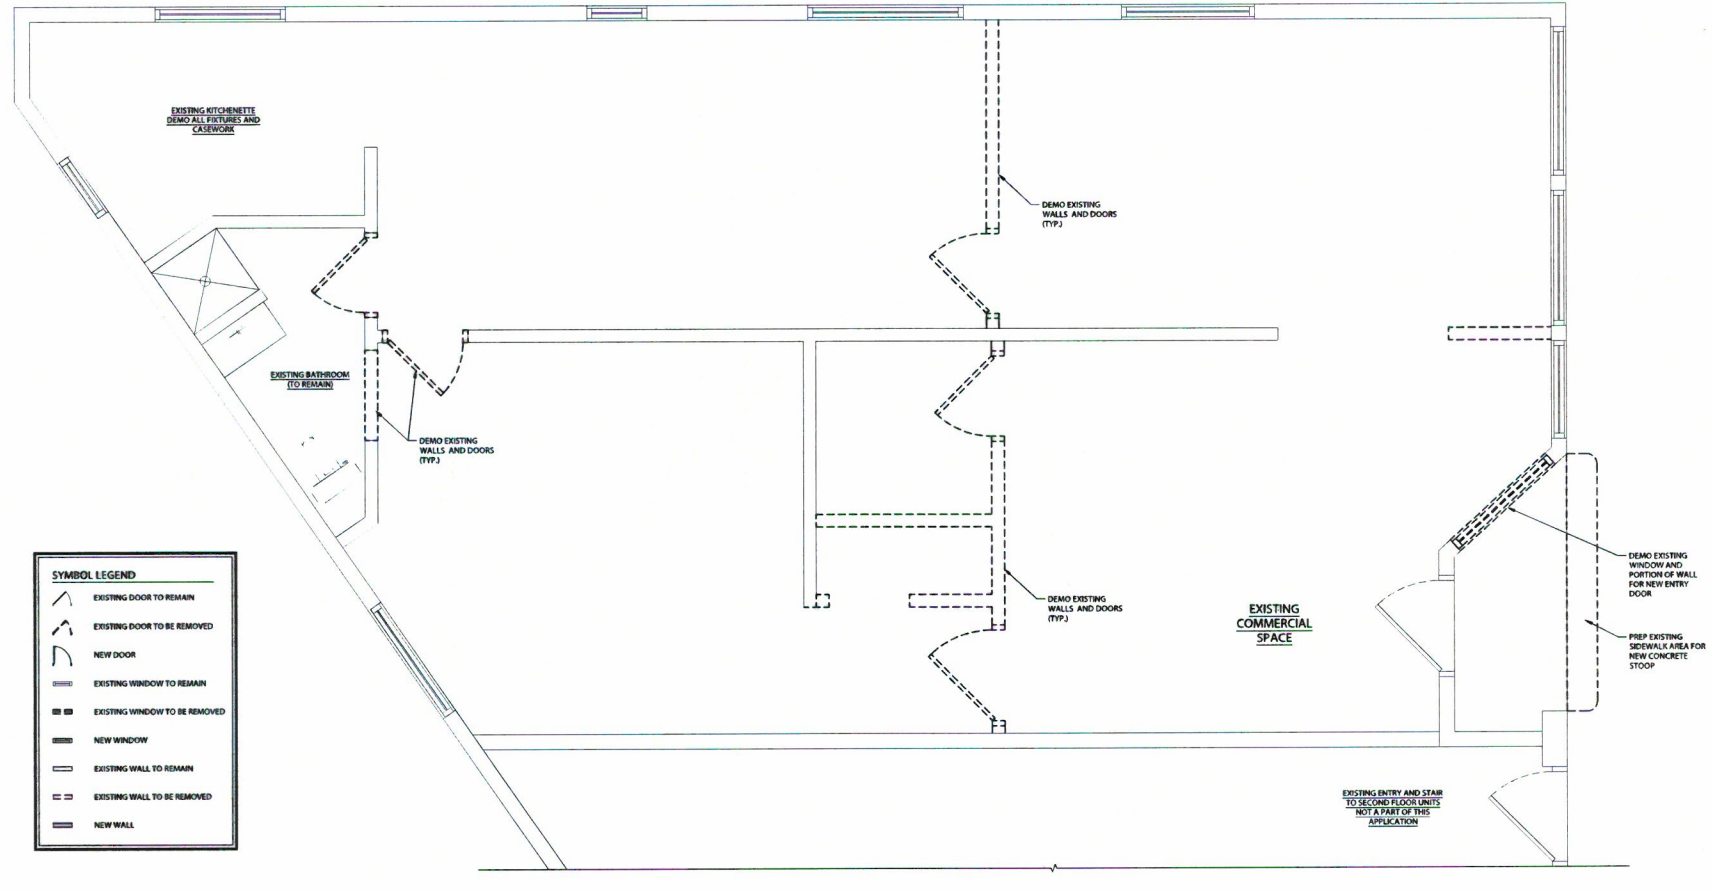 EXISTING KITCHENETTE
DEMO ALL FIXTURES AND
CASEWORK
DEMO EXISTING
WALLS AND DOORS
(TYP.)
EXISTING BATHROOM
(TO REMAIN)
DEMO EXISTING
WALLS AND DOORS
(TYP.)
DEMO EXISTING
WINDOW AND
PORTION OF WALL
FOR NEW ENTRY
DOOR
DEMO EXISTING
WALLS AND DOORS
(TYP.)
EXISTING
COMMERCIAL
SPACE
PREP EXISTING
SIDEWALK AREA FOR
NEW CONCRETE
STOOP
EXISTING ENTRY AND STAIR
TO SECOND FLOOR UNITS
NOT A PART OF THIS
APPLICATION
SYMBOL LEGEND
EXISTING DOOR TO REMAIN
EXISTING DOOR TO BE REMOVED
NEW DOOR
EXISTING WINDOW TO REMAIN
EXISTING WINDOW TO BE REMOVED
NEW WINDOW
EXISTING WALL TO REMAIN
EXISTING WALL TO BE REMOVED
NEW WALL